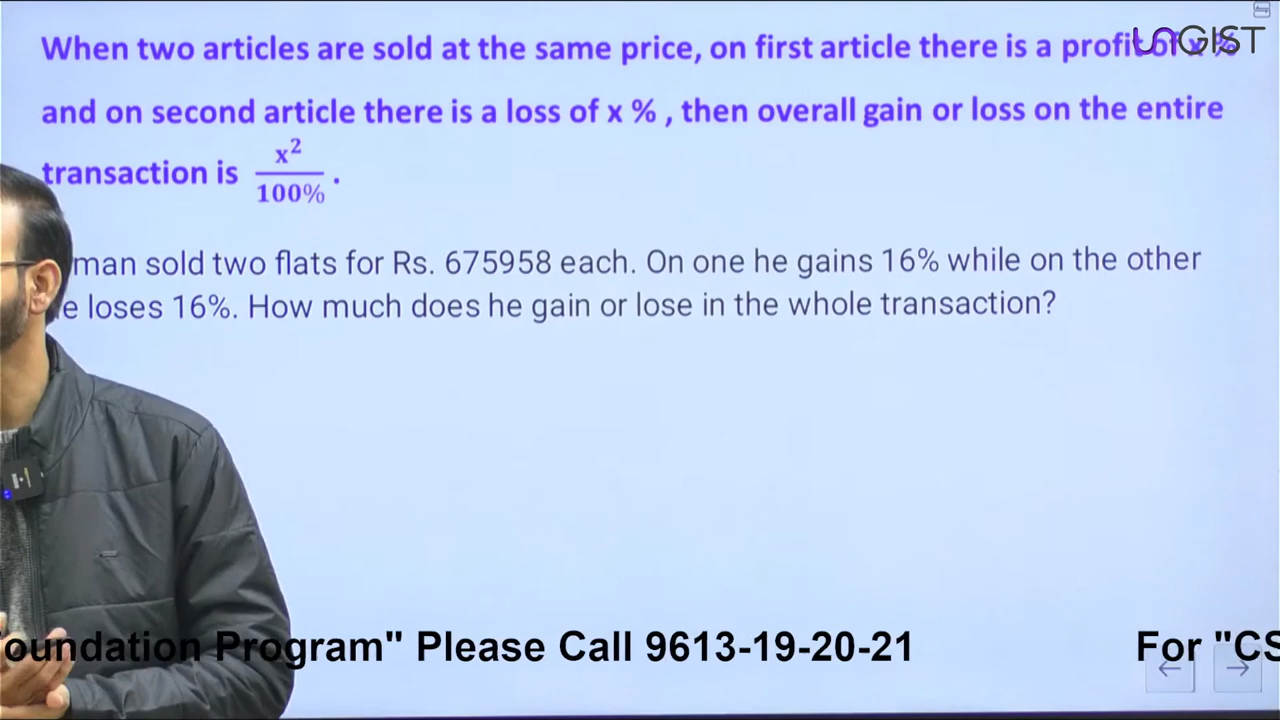 When two articles are sold at the same price, on first article there is a profit of x %
UNGIST
and on second article there is a loss of x % , then overall gain or loss on the entire
transaction is x²/100% .
man sold two flats for Rs. 675958 each. On one he gains 16% while on the other
e loses 16%. How much does he gain or lose in the whole transaction?
oundation Program" Please Call 9613-19-20-21 For "CS